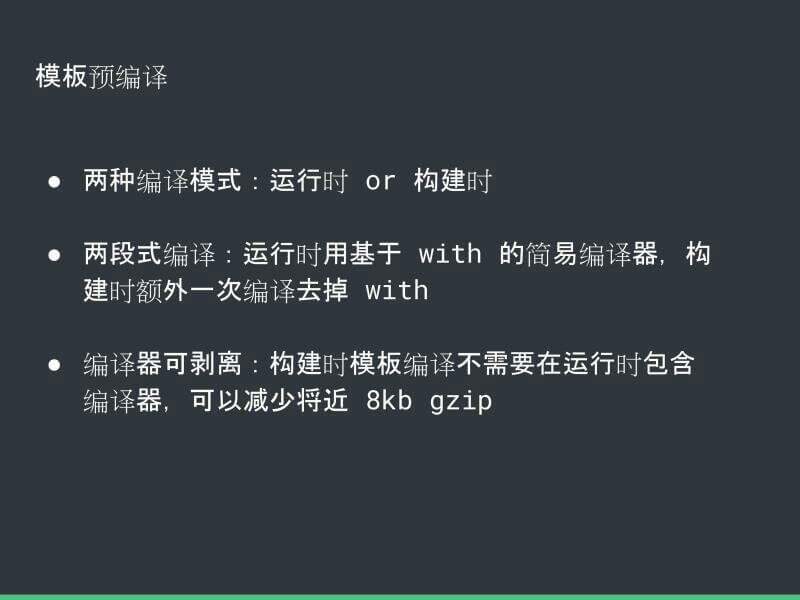 模板预编译
● 两种编译模式：运行时 or 构建时
● 两段式编译：运行时用基于 with 的简易编译器，构
建时额外一次编译去掉 with
● 编译器可剥离：构建时模板编译不需要在运行时包含
编译器，可以减少将近 8kb gzip